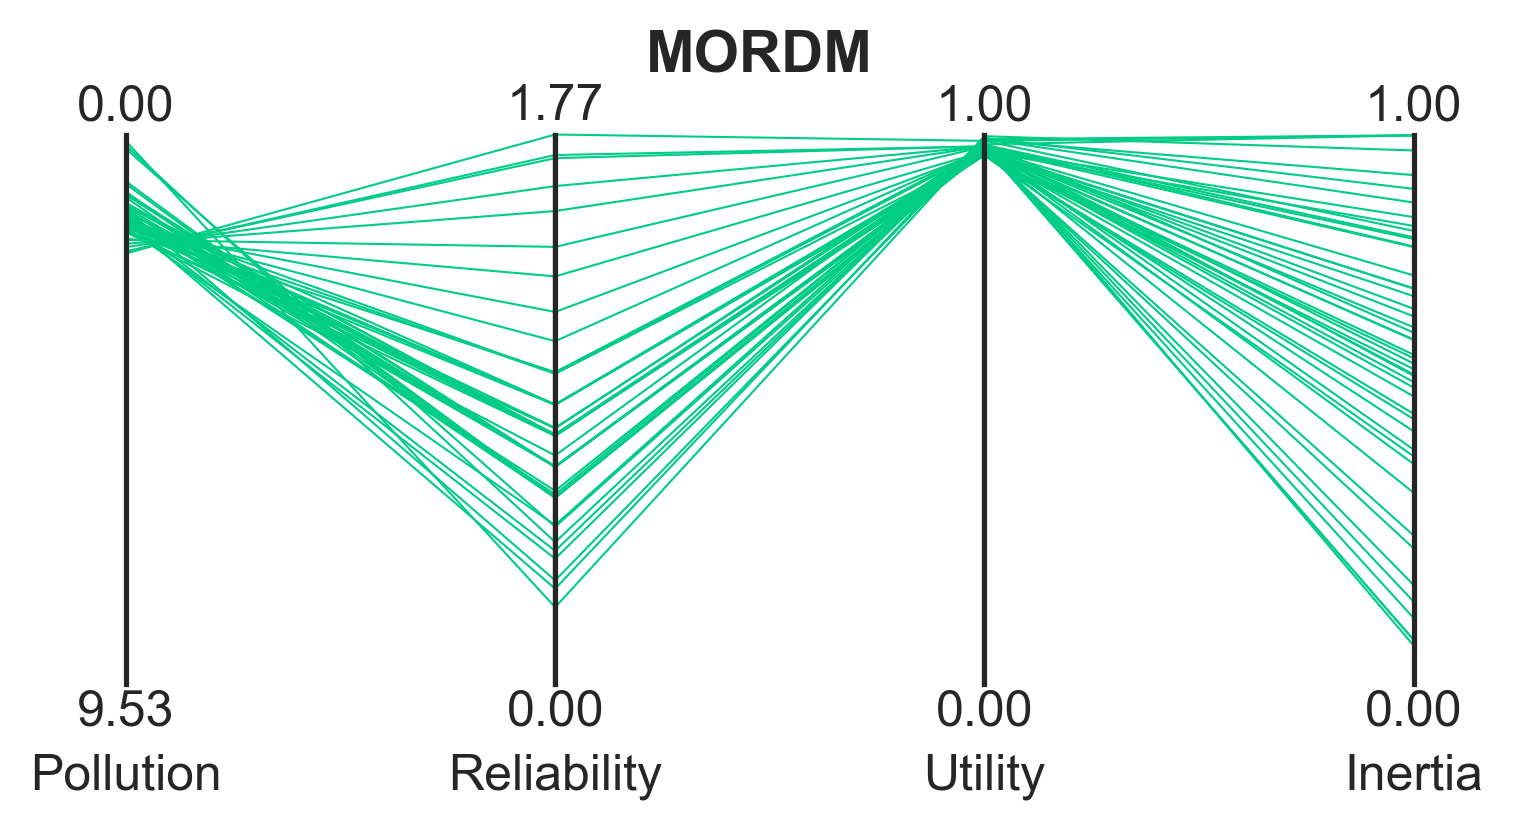 MORDM
0.00 1.77 1.00 1.00
9.53 0.00 0.00 0.00
Pollution Reliability Utility Inertia